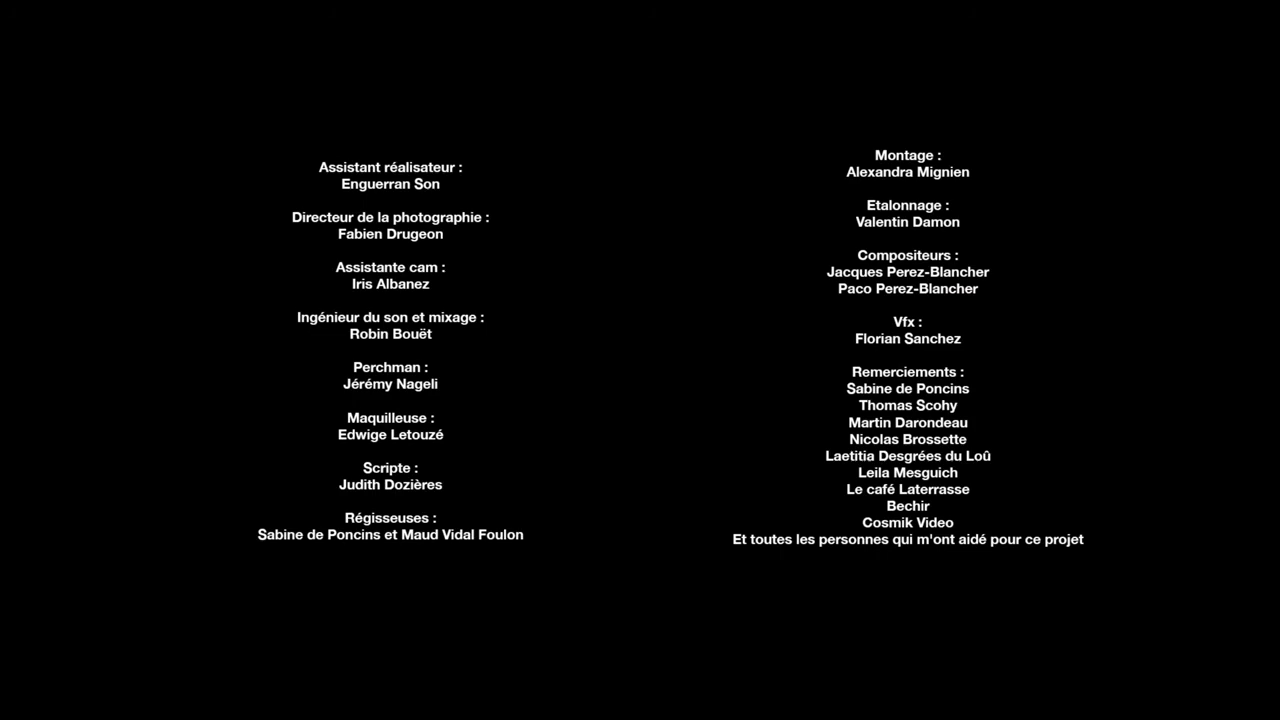 Assistant réalisateur :
Enguerran Son
Directeur de la photographie :
Fabien Drugeon
Assistante cam :
Iris Albanez
Ingénieur du son et mixage :
Robin Bouët
Perchman :
Jérémy Nageli
Maquilleuse :
Edwige Letouzé
Scripte :
Judith Dozières
Régisseuses :
Sabine de Poncins et Maud Vidal Foulon
Montage :
Alexandra Mignien
Etalonnage :
Valentin Damon
Compositeurs :
Jacques Perez-Blancher
Paco Perez-Blancher
Vfx :
Florian Sanchez
Remerciements :
Sabine de Poncins
Thomas Scohy
Martin Darondeau
Nicolas Brossette
Laetitia Desgrées du Loû
Leila Mesguich
Le café Laterrasse
Bechir
Cosmik Video
Et toutes les personnes qui m'ont aidé pour ce projet